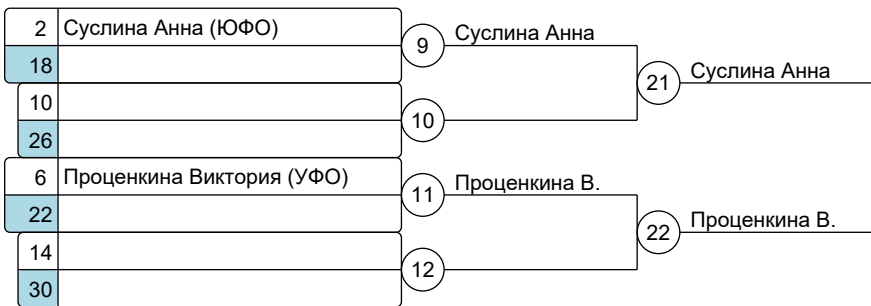 2 Суслина Анна (ЮФО)
9 Суслина Анна
18
21 Суслина Анна
10
10
26
6 Проценкина Виктория (УФО)
11 Проценкина В.
22
22 Проценкина В.
14
12
30